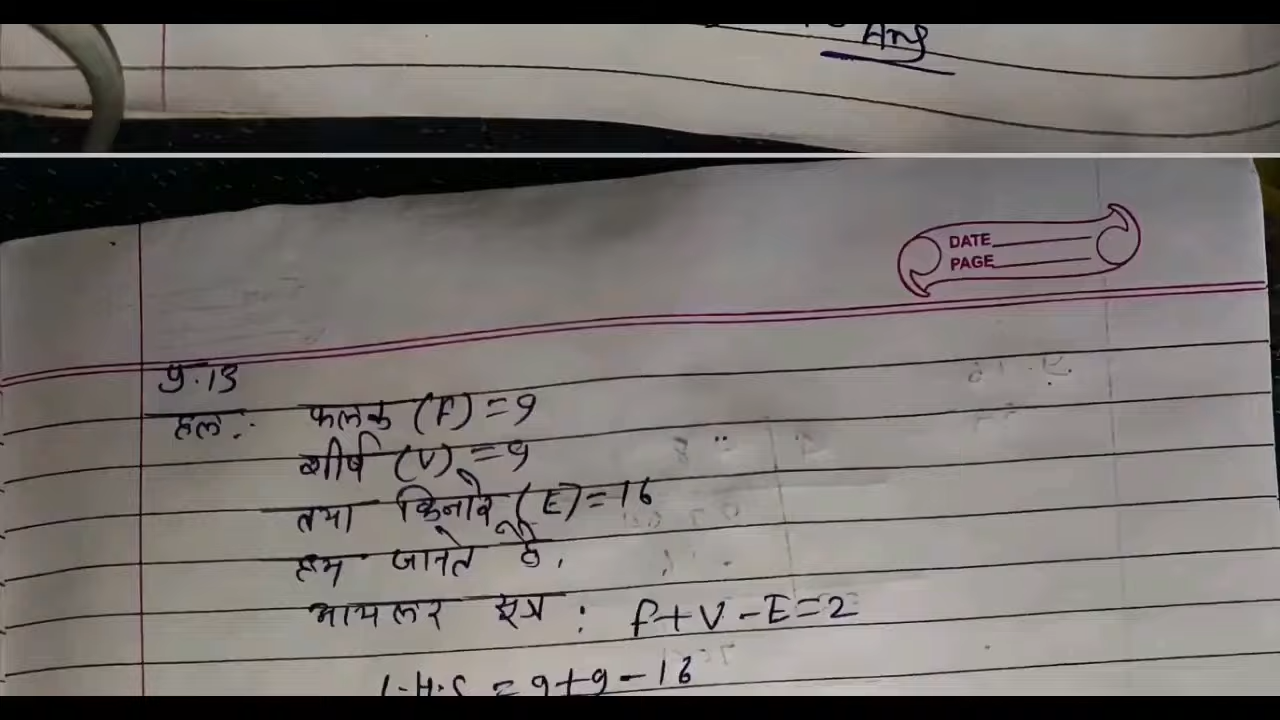 Ans
DATE
PAGE
प्र.13
हल:-
फलक (F) = 9
शीर्ष (V) = 9
तथा किनारे (E) = 16
हम जानते है,
आयलर सूत्र : F + V - E = 2
L.H.S = 9 + 9 - 16